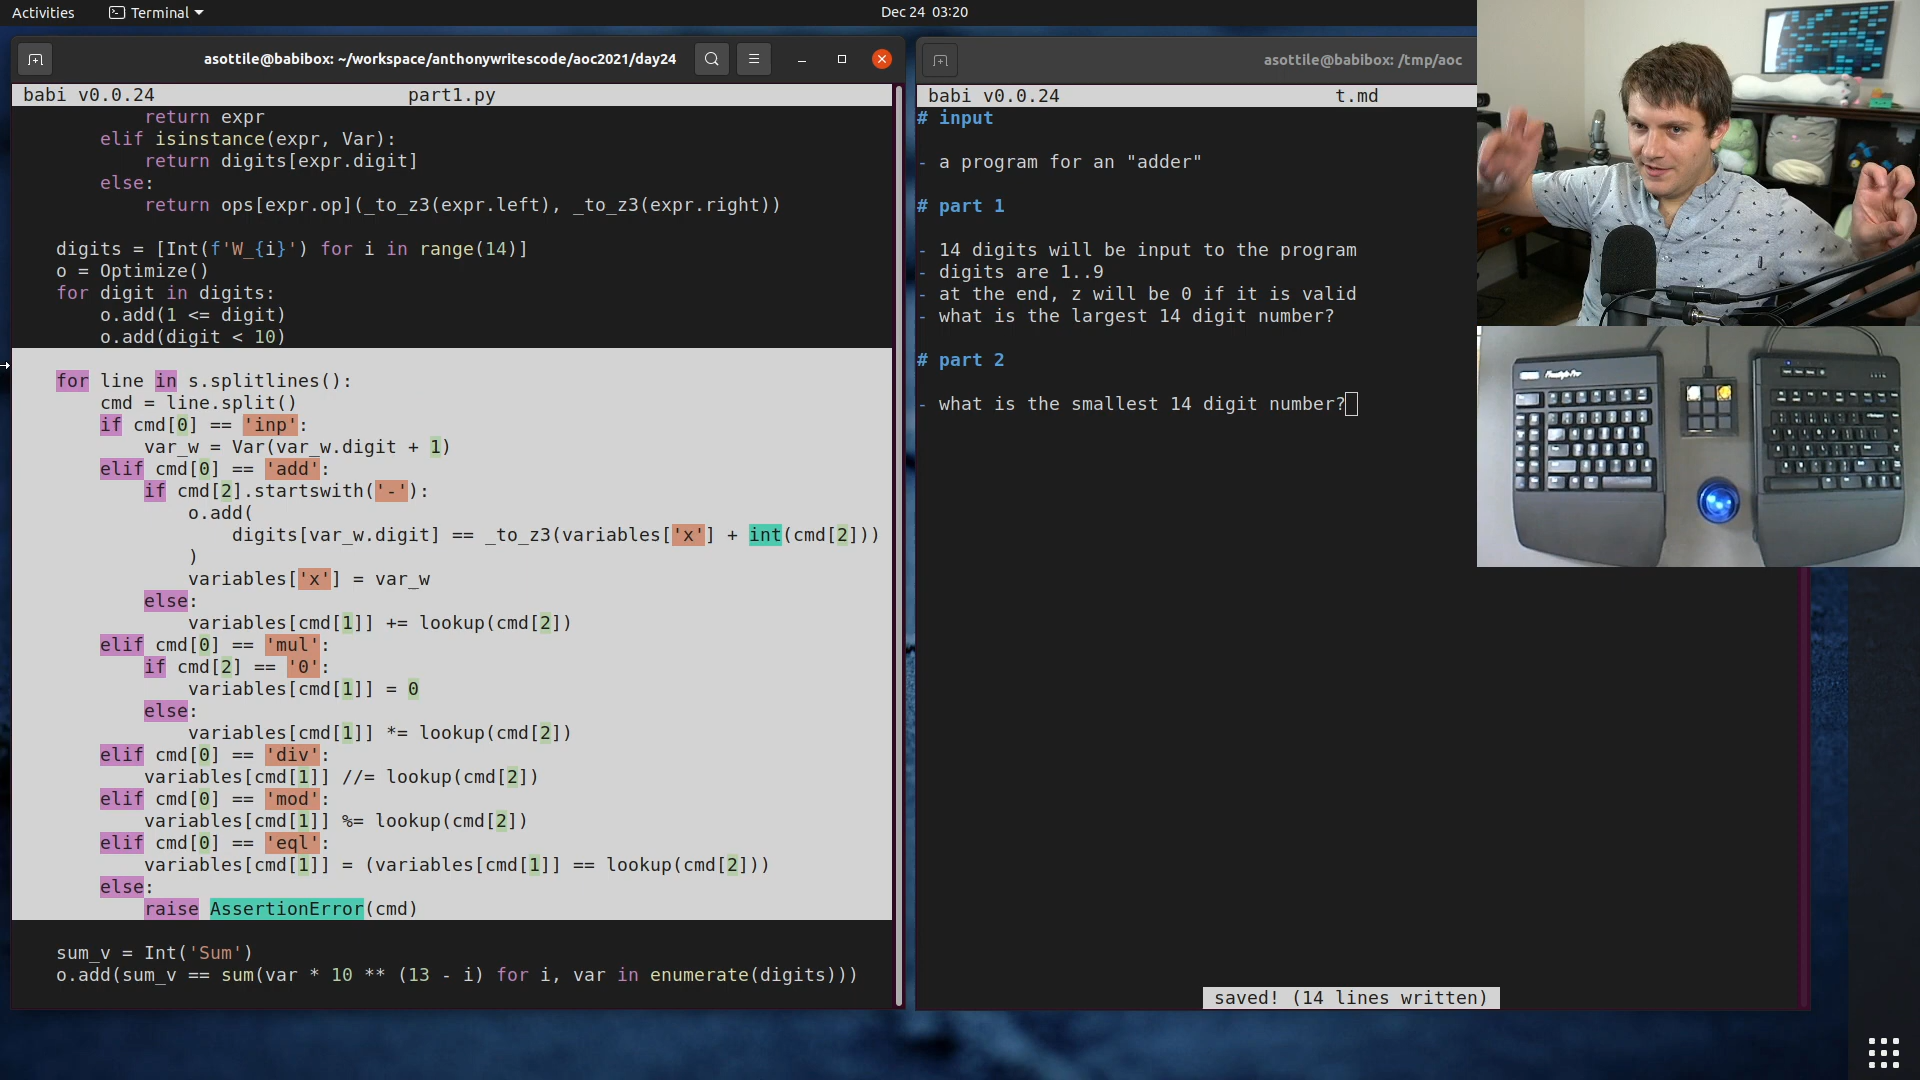 Activities
Terminal
Dec 24 03:20
asottile@babibox: ~/workspace/anthonywritescode/aoc2021/day24
babi v0.0.24
part1.py
return expr
elif isinstance(expr, Var):
return digits[expr.digit]
else:
return ops[expr.op](_to_z3(expr.left), _to_z3(expr.right))
digits = [Int(f'W_{i}') for i in range(14)]
o = Optimize()
for digit in digits:
o.add(1 <= digit)
o.add(digit < 10)
for line in s.splitlines():
cmd = line.split()
if cmd[0] == 'inp':
var_w = Var(var_w.digit + 1)
elif cmd[0] == 'add':
if cmd[2].startswith('-'):
o.add(
digits[var_w.digit] == _to_z3(variables['x'] + int(cmd[2]))
)
variables['x'] = var_w
else:
variables[cmd[1]] += lookup(cmd[2])
elif cmd[0] == 'mul':
if cmd[2] == '0':
variables[cmd[1]] = 0
else:
variables[cmd[1]] *= lookup(cmd[2])
elif cmd[0] == 'div':
variables[cmd[1]] //= lookup(cmd[2])
elif cmd[0] == 'mod':
variables[cmd[1]] %= lookup(cmd[2])
elif cmd[0] == 'eql':
variables[cmd[1]] = (variables[cmd[1]] == lookup(cmd[2]))
else:
raise AssertionError(cmd)
sum_v = Int('Sum')
o.add(sum_v == sum(var * 10 ** (13 - i) for i, var in enumerate(digits)))
asottile@babibox: /tmp/aoc
babi v0.0.24
t.md
# input
- a program for an "adder"
# part 1
- 14 digits will be input to the program
- digits are 1..9
- at the end, z will be 0 if it is valid
- what is the largest 14 digit number?
# part 2
- what is the smallest 14 digit number?
saved! (14 lines written)
Freestyle Pro